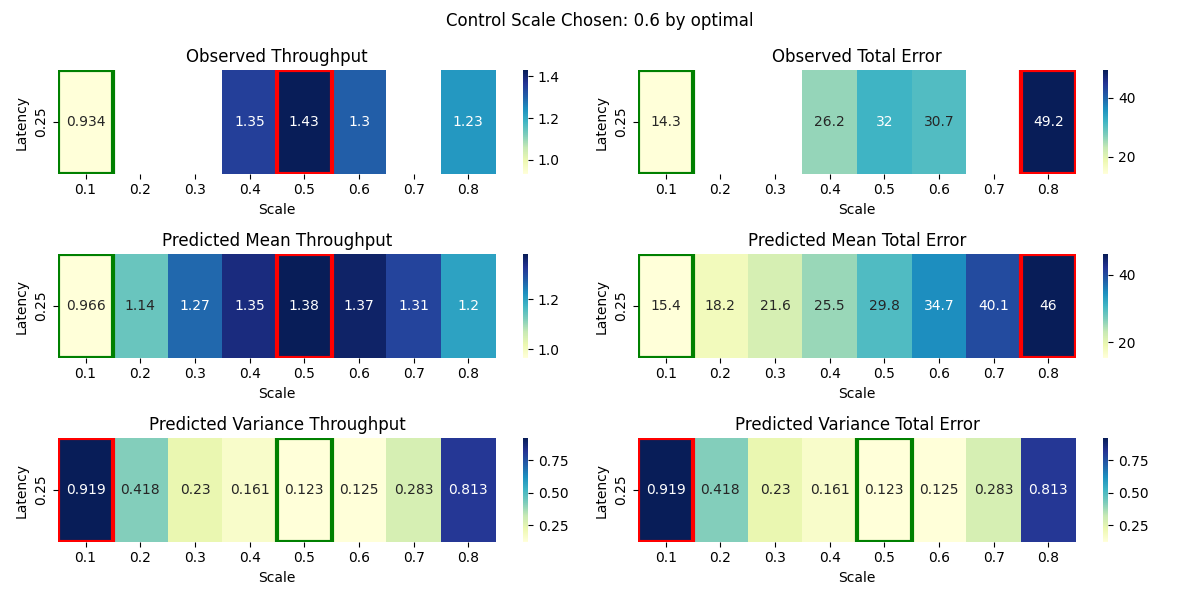 Control Scale Chosen: 0.6 by optimal
Observed Throughput
Latency
0.25
0.934 1.35 1.43 1.3 1.23
0.1 0.2 0.3 0.4 0.5 0.6 0.7 0.8
Scale
1.4
1.2
1.0
Observed Total Error
Latency
0.25
14.3 26.2 32 30.7 49.2
0.1 0.2 0.3 0.4 0.5 0.6 0.7 0.8
Scale
40
20
Predicted Mean Throughput
Latency
0.25
0.966 1.14 1.27 1.35 1.38 1.37 1.31 1.2
0.1 0.2 0.3 0.4 0.5 0.6 0.7 0.8
Scale
1.2
1.0
Predicted Mean Total Error
Latency
0.25
15.4 18.2 21.6 25.5 29.8 34.7 40.1 46
0.1 0.2 0.3 0.4 0.5 0.6 0.7 0.8
Scale
40
20
Predicted Variance Throughput
Latency
0.25
0.919 0.418 0.23 0.161 0.123 0.125 0.283 0.813
0.1 0.2 0.3 0.4 0.5 0.6 0.7 0.8
Scale
0.75
0.50
0.25
Predicted Variance Total Error
Latency
0.25
0.919 0.418 0.23 0.161 0.123 0.125 0.283 0.813
0.1 0.2 0.3 0.4 0.5 0.6 0.7 0.8
Scale
0.75
0.50
0.25